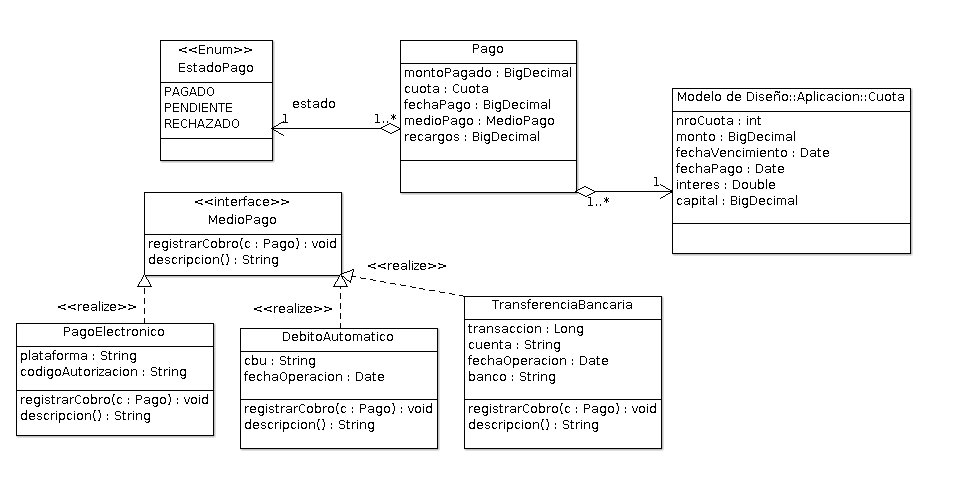 <<Enum>>
EstadoPago
PAGADO
PENDIENTE
RECHAZADO
estado
1
1..*
Pago
montoPagado : BigDecimal
cuota : Cuota
fechaPago : BigDecimal
medioPago : MedioPago
recargos : BigDecimal
1..*
1
Modelo de Diseño::Aplicacion::Cuota
nroCuota : int
monto : BigDecimal
fechaVencimiento : Date
fechaPago : Date
interes : Double
capital : BigDecimal
<<interface>>
MedioPago
registrarCobro(c : Pago) : void
descripcion() : String
<<realize>>
<<realize>>
<<realize>>
PagoElectronico
plataforma : String
codigoAutorizacion : String
registrarCobro(c : Pago) : void
descripcion() : String
DebitoAutomatico
cbu : String
fechaOperacion : Date
registrarCobro(c : Pago) : void
descripcion() : String
TransferenciaBancaria
transaccion : Long
cuenta : String
fechaOperacion : Date
banco : String
registrarCobro(c : Pago) : void
descripcion() : String